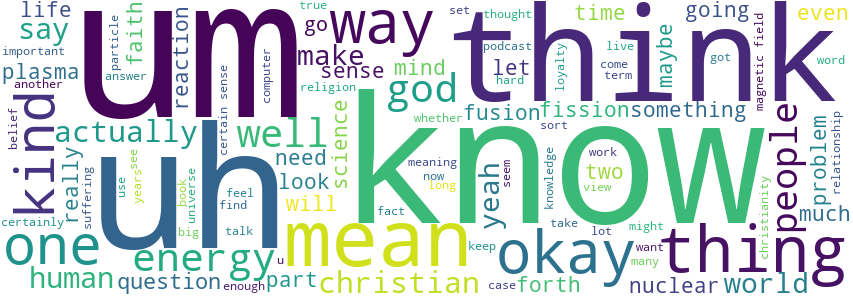 life
say
um
way
think
true
go
reaction
particle
faith
answer
make
sense
computer
time
going
even
set
thought
podcast
live
let
hard
loyalty
come
term
maybe
got
magnetic field
word
important
plasma
another
kind
god
mind
religion
fusion
fission
something
people
problem
relationship
belief
actually
certain sense
well
science
whether
sort
know
uh
really
suffering
see
years
use
book
universe
big
feel
find
talk
need
look
will
meaning
now
long
fact
yeah
seem
knowledge
work
two
view
much
certainly
one
energy
mean
okay
take
lot
might
thing
christianity
want
many
keep
human
question
enough
u
part
christian
case
forth
nuclear
world